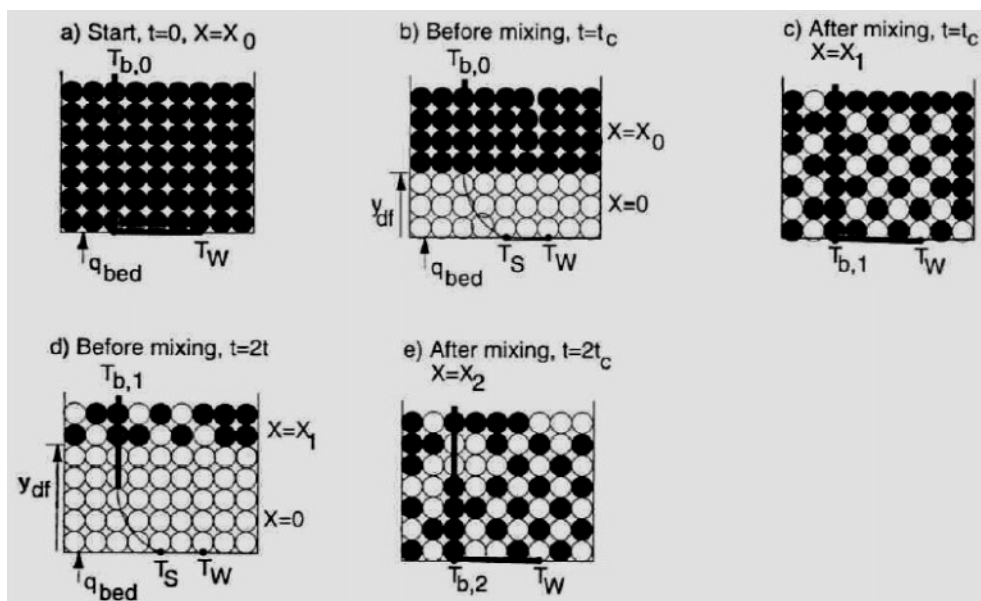 a) Start, t=0, X=X0
Tb,0
qbed
TW
b) Before mixing, t=tc
Tb,0
X=X0
ydf
X=0
qbed
TS
TW
c) After mixing, t=tc
X=X1
Tb,1
TW
d) Before mixing, t=2t
Tb,1
X=X1
ydf
X=0
qbed
TS
TW
e) After mixing, t=2tc
X=X2
Tb,2
TW